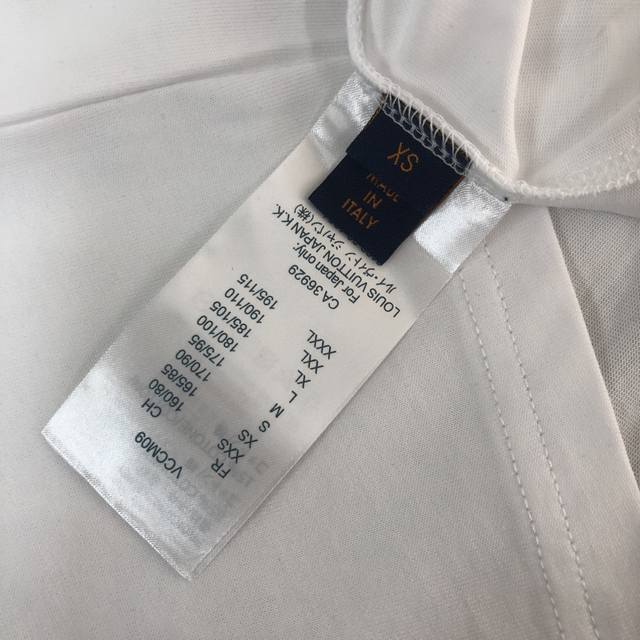 XS
MADE
IN
ITALY
VCCM09
FR CH
XXS 160/80
XS 165/85
S 170/90
M 175/95
L 180/100
XL 185/105
XXL 190/110
XXXL 195/115
CA 36929
For Japan only:
LOUIS VUITTON JAPAN K.K.
ルイ・ヴィトン ジャパン(株)